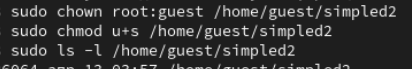 sudo chown root:guest /home/guest/simpled2
sudo chmod u+s /home/guest/simpled2
sudo ls -l /home/guest/simpled2